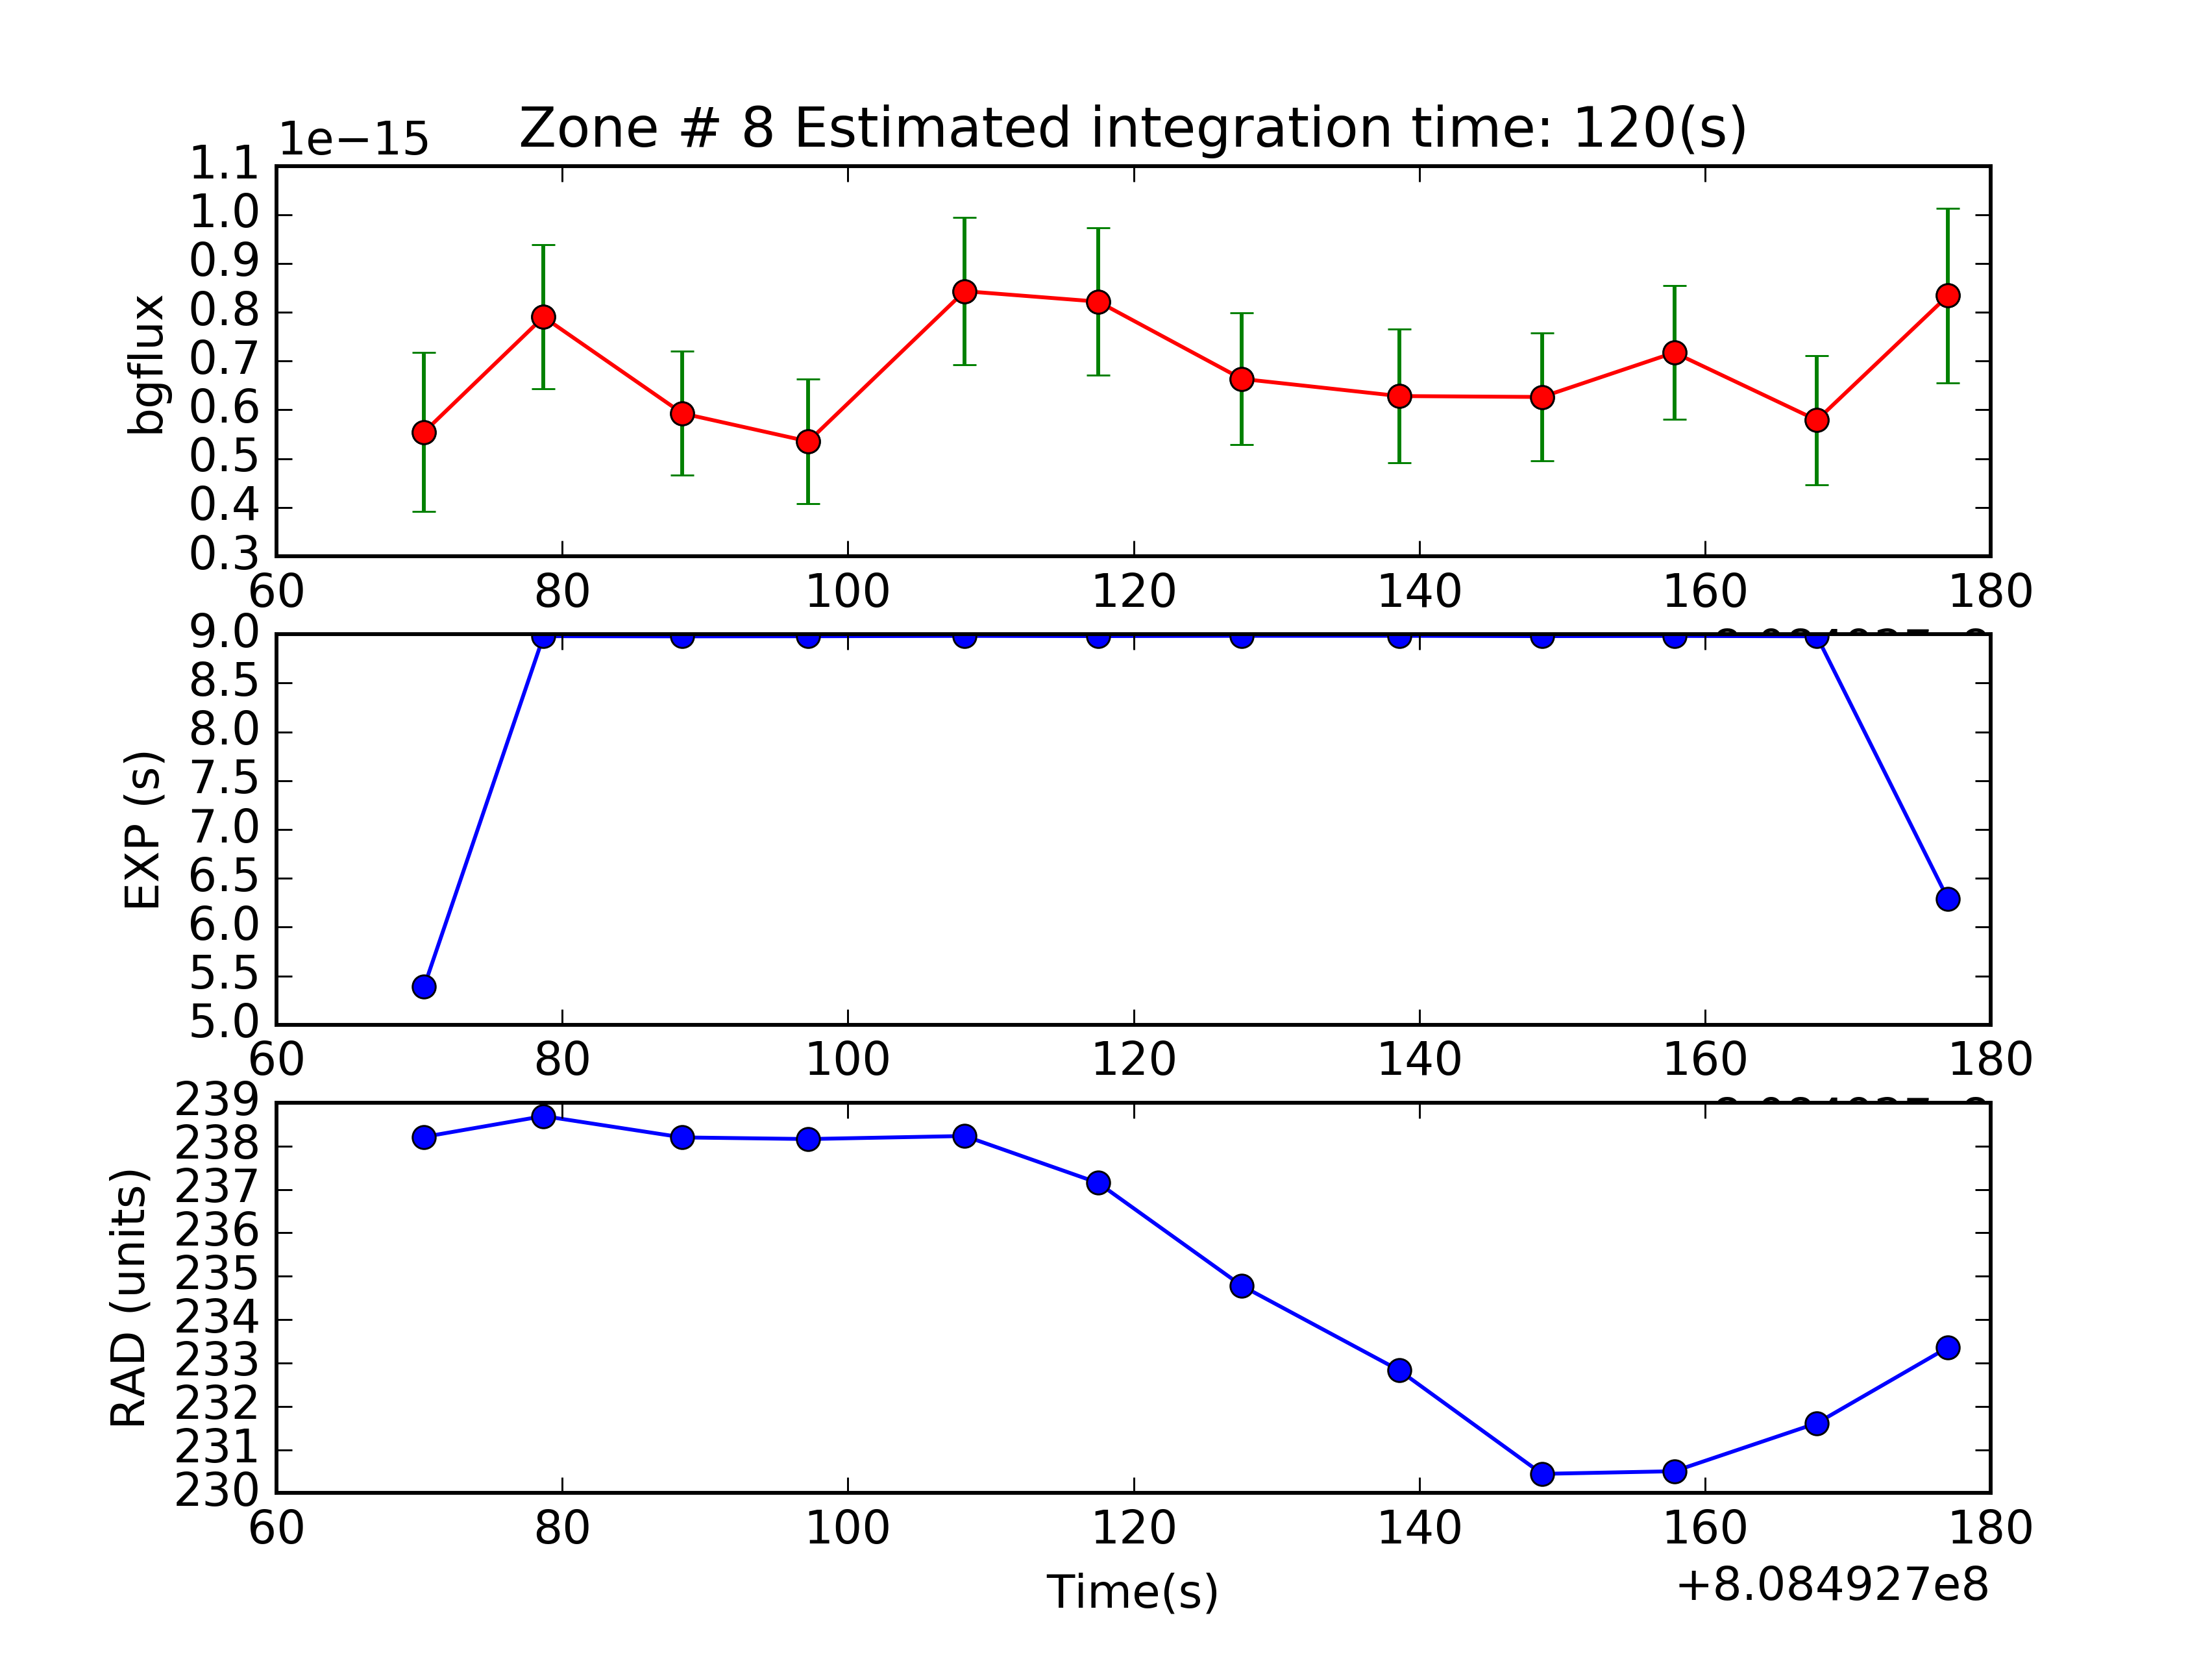 Zone # 8 Estimated integration time: 120(s)
1e−15
1.1
1.0
0.9
0.8
0.7
0.6
0.5
0.4
0.3
bgflux
60 80 100 120 140 160 180
9.0
8.5
8.0
7.5
7.0
6.5
6.0
5.5
5.0
EXP (s)
60 80 100 120 140 160 180
239
238
237
236
235
234
233
232
231
230
RAD (units)
60 80 100 120 140 160 180
Time(s)
+8.084927e8